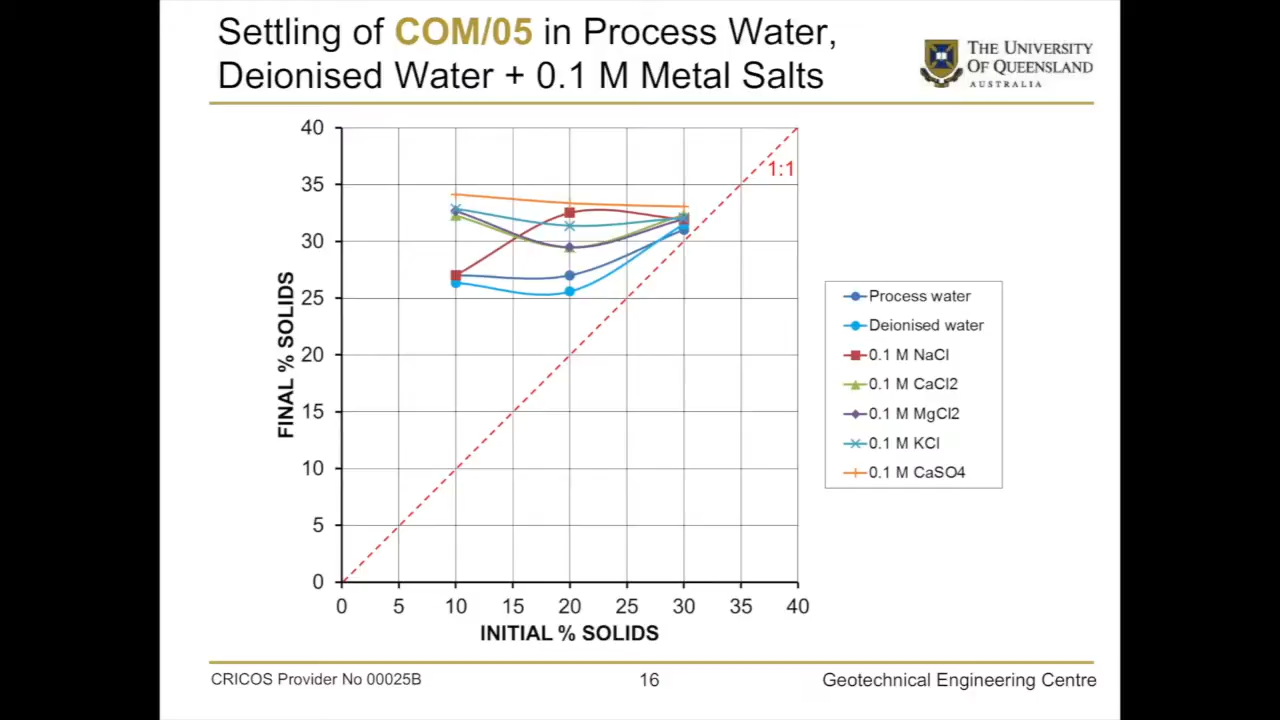 Settling of COM/05 in Process Water,
Deionised Water + 0.1 M Metal Salts
THE UNIVERSITY
OF QUEENSLAND
AUSTRALIA
40
35
30
25
20
15
10
5
0
FINAL % SOLIDS
1:1
0 5 10 15 20 25 30 35 40
INITIAL % SOLIDS
Process water
Deionised water
0.1 M NaCl
0.1 M CaCl2
0.1 M MgCl2
0.1 M KCl
0.1 M CaSO4
CRICOS Provider No 00025B
16
Geotechnical Engineering Centre